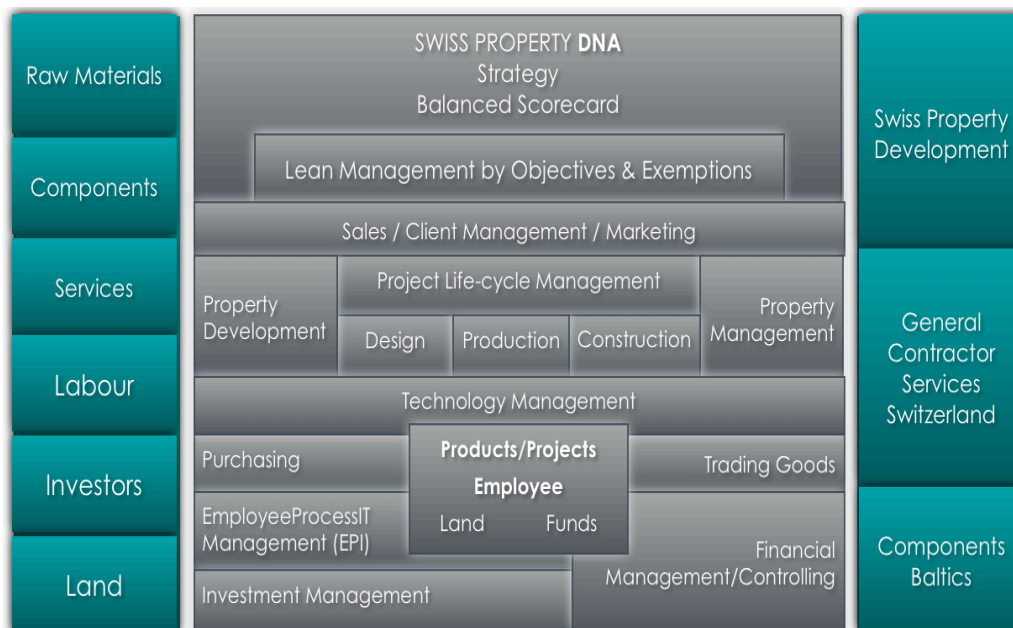 Raw Materials
Components
Services
Labour
Investors
Land
SWISS PROPERTY DNA
Strategy
Balanced Scorecard
Lean Management by Objectives & Exemptions
Sales / Client Management / Marketing
Property
Development
Project Life-cycle Management
Design
Production
Construction
Property
Management
Technology Management
Purchasing
Products/Projects
Employee
Land
Funds
Trading Goods
EmployeeProcessIT
Management (EPI)
Financial
Management/Controlling
Investment Management
Swiss Property
Development
General
Contractor
Services
Switzerland
Components
Baltics